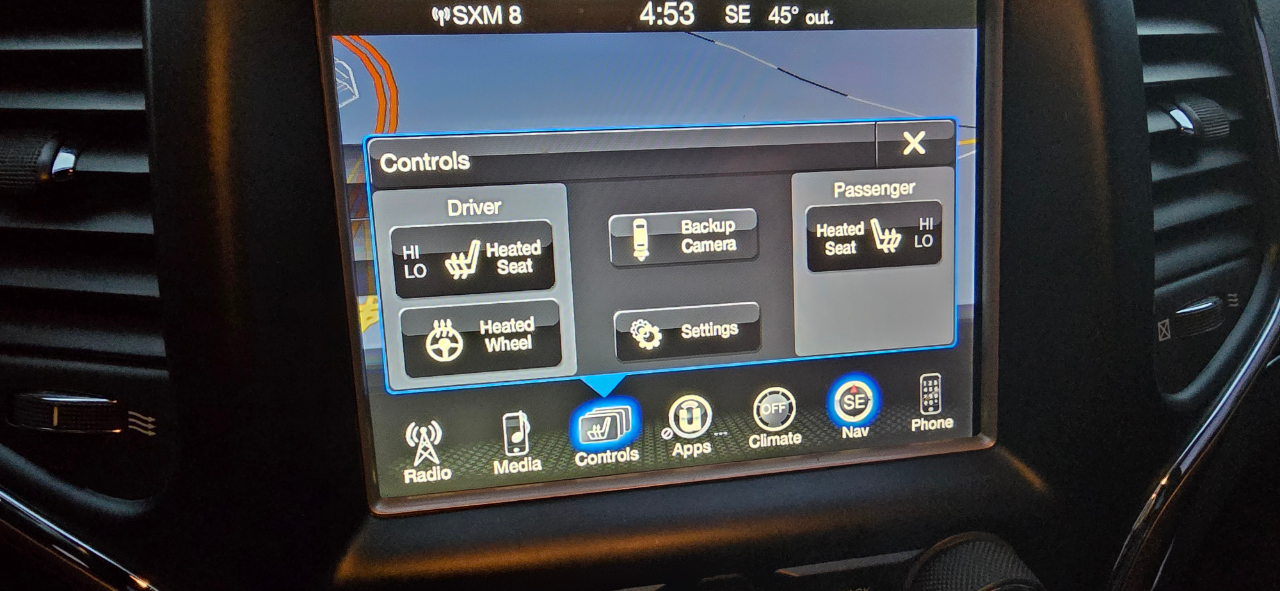 SXM 8 4:53 SE 45° out.
Controls X
Driver
HI
LO
Heated
Seat
Heated
Wheel
Backup
Camera
Settings
Passenger
Heated
Seat
HI
LO
Radio
Media
Controls
Apps
OFF
Climate
SE
Nav
Phone